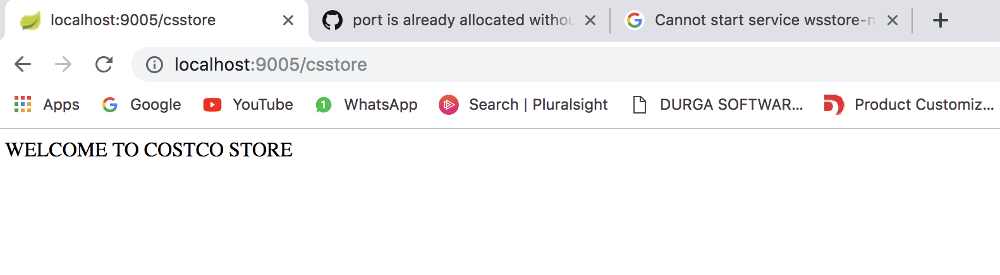 localhost:9005/csstore
port is already allocated withou
Cannot start service wsstore-n
localhost:9005/csstore
Apps Google YouTube 1 WhatsApp Search | Pluralsight DURGA SOFTWAR... Product Customiz...
WELCOME TO COSTCO STORE